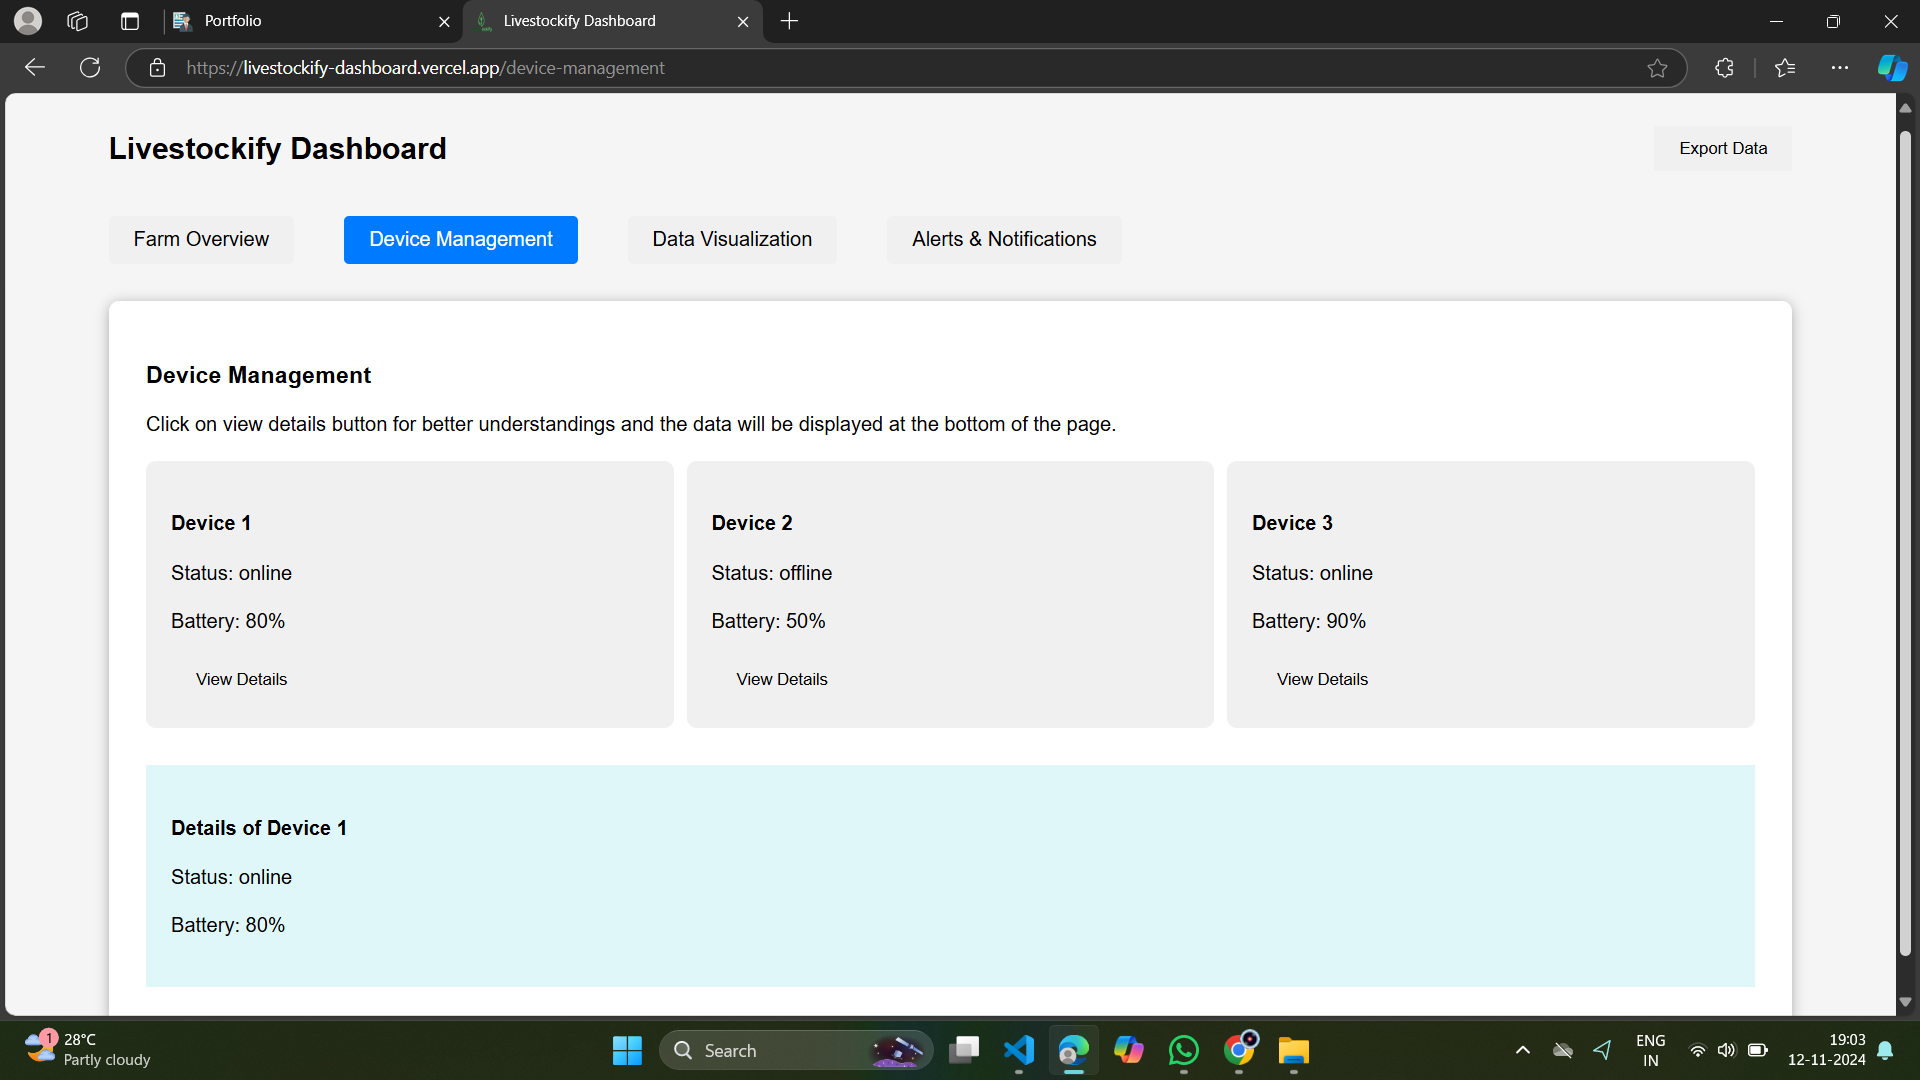 Portfolio
Livestockify Dashboard
https://livestockify-dashboard.vercel.app/device-management
Livestockify Dashboard
Export Data
Farm Overview
Device Management
Data Visualization
Alerts & Notifications
Device Management
Click on view details button for better understandings and the data will be displayed at the bottom of the page.
Device 1
Status: online
Battery: 80%
View Details
Device 2
Status: offline
Battery: 50%
View Details
Device 3
Status: online
Battery: 90%
View Details
Details of Device 1
Status: online
Battery: 80%
1
28°C
Partly cloudy
Search
ENG
IN
19:03
12-11-2024